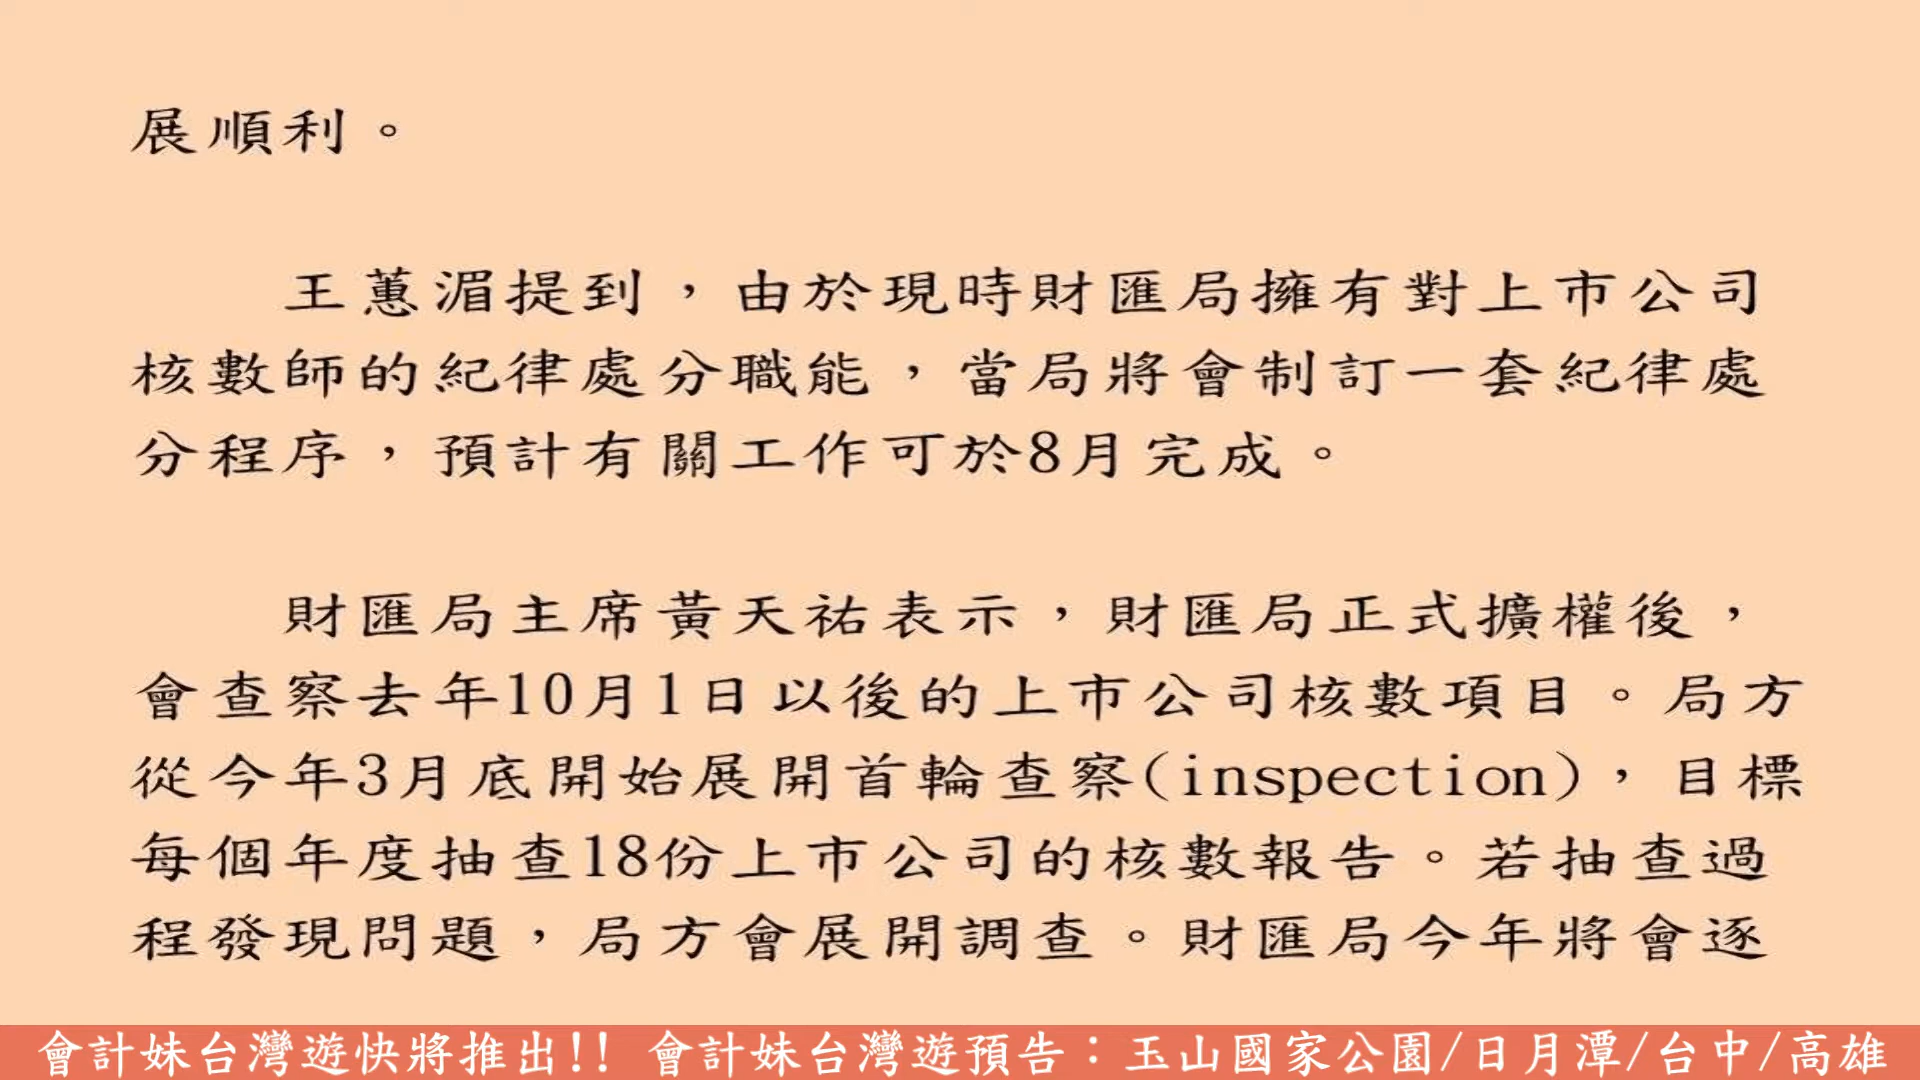 展順利。
王蕙湄提到，由於現時財匯局擁有對上市公司
核數師的紀律處分職能，當局將會制訂一套紀律處
分程序，預計有關工作可於8月完成。
財匯局主席黃天祐表示，財匯局正式擴權後，
會查察去年10月1日以後的上市公司核數項目。局方
從今年3月底開始展開首輪查察(inspection)，目標
每個年度抽查18份上市公司的核數報告。若抽查過
程發現問題，局方會展開調查。財匯局今年將會逐
會計妹台灣遊快將推出!! 會計妹台灣遊預告：玉山國家公園/日月潭/台中/高雄